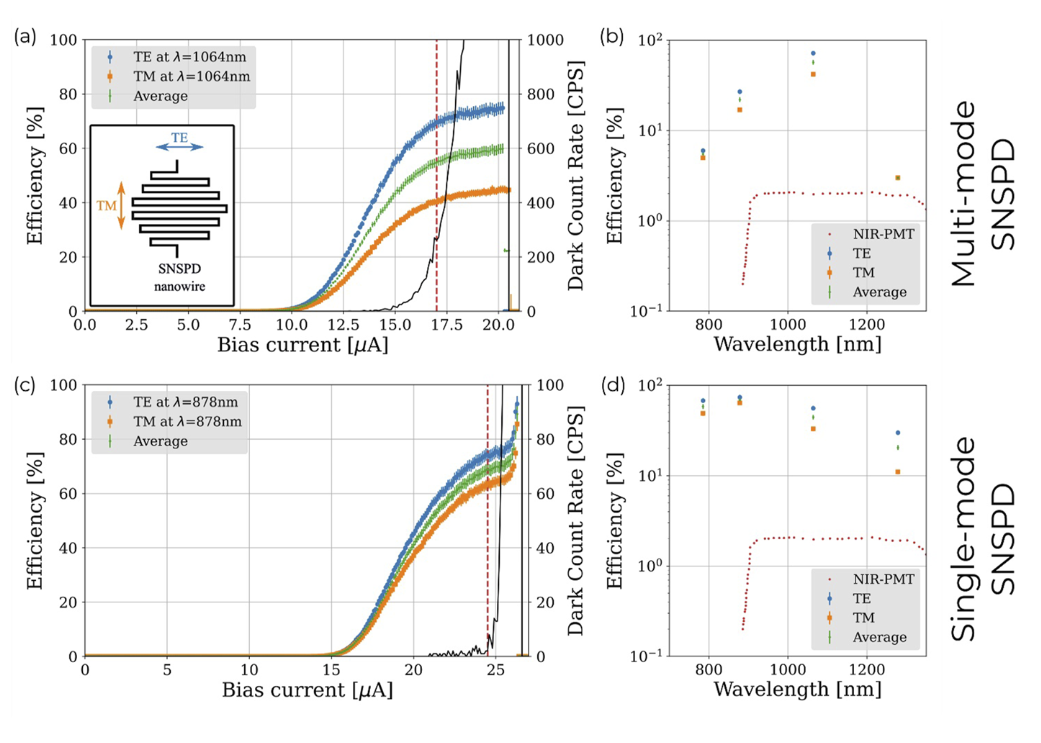 (a)
100
80
60
40
20
0
Efficiency [%]
1000
800
600
400
200
0
Dark Count Rate [CPS]
TE at λ=1064nm
TM at λ=1064nm
Average
TE
TM
SNSPD
nanowire
0.0 2.5 5.0 7.5 10.0 12.5 15.0 17.5 20.0
Bias current [μA]
(b)
10²
10¹
10⁰
10⁻¹
Efficiency [%]
NIR-PMT
TE
TM
Average
800 1000 1200
Wavelength [nm]
Multi-mode
SNSPD
(c)
100
80
60
40
20
0
Efficiency [%]
100
80
60
40
20
0
Dark Count Rate [CPS]
TE at λ=878nm
TM at λ=878nm
Average
0 5 10 15 20 25
Bias current [μA]
(d)
10²
10¹
10⁰
10⁻¹
Efficiency [%]
NIR-PMT
TE
TM
Average
800 1000 1200
Wavelength [nm]
Single-mode
SNSPD